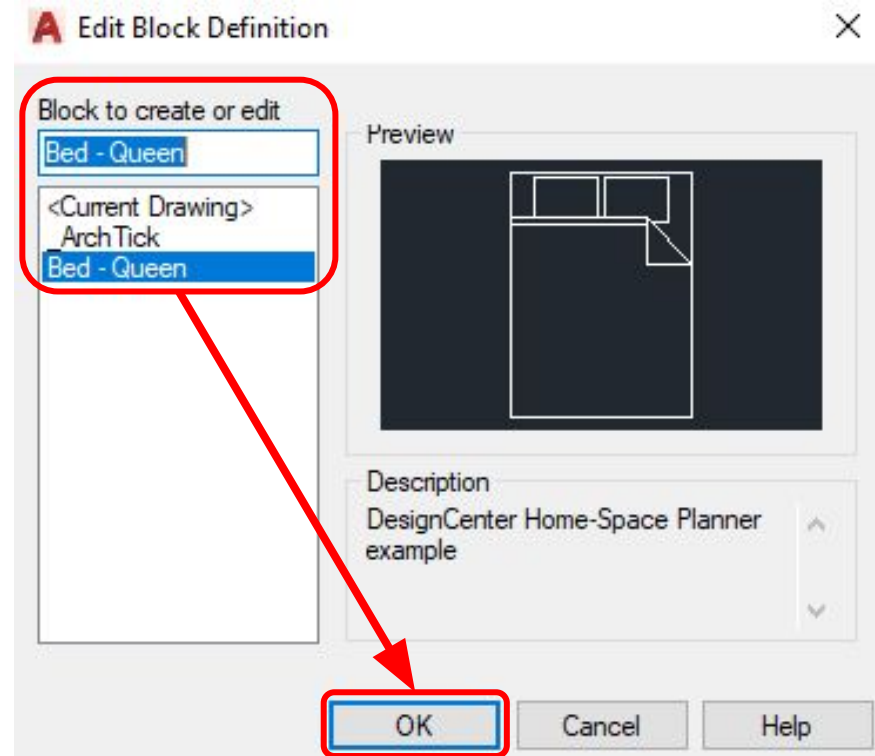 Edit Block Definition
Block to create or edit
Bed - Queen
<Current Drawing>
_ArchTick
Bed - Queen
Preview
Description
DesignCenter Home-Space Planner
example
OK
Cancel
Help